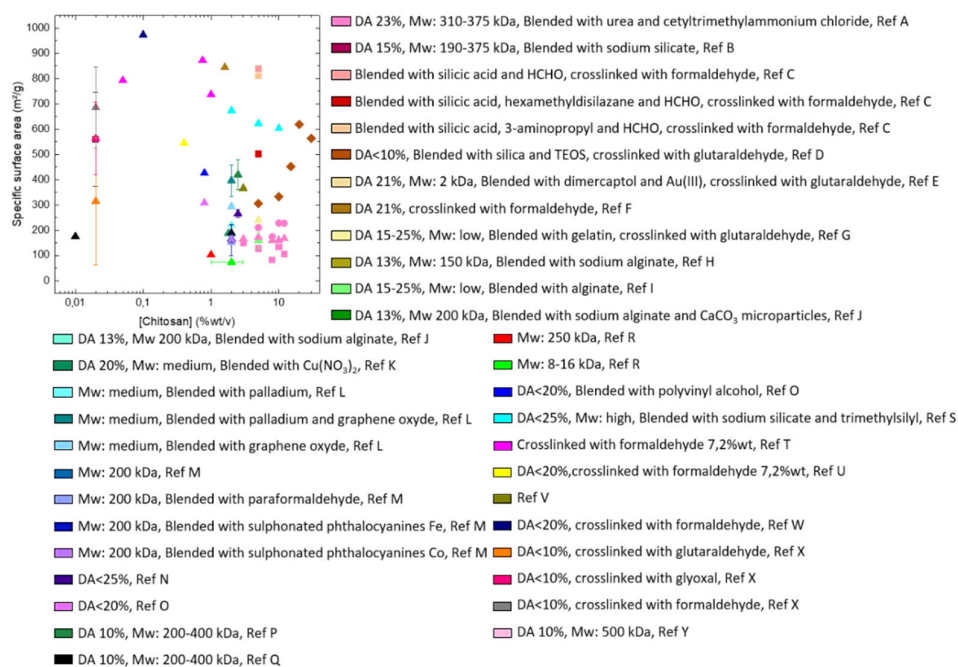 Specific surface area (m²/g)
1000
900
800
700
600
500
400
300
200
100
0
0,01
0,1
1
10
[Chitosan] (%wt/v)
DA 23%, Mw: 310-375 kDa, Blended with urea and cetyltrimethylammonium chloride, Ref A
DA 15%, Mw: 190-375 kDa, Blended with sodium silicate, Ref B
Blended with silicic acid and HCHO, crosslinked with formaldehyde, Ref C
Blended with silicic acid, hexamethyldisilazane and HCHO, crosslinked with formaldehyde, Ref C
Blended with silicic acid, 3-aminopropyl and HCHO, crosslinked with formaldehyde, Ref C
DA<10%, Blended with silica and TEOS, crosslinked with glutaraldehyde, Ref D
DA 21%, Mw: 2 kDa, Blended with dimercaptol and Au(III), crosslinked with glutaraldehyde, Ref E
DA 21%, crosslinked with formaldehyde, Ref F
DA 15-25%, Mw: low, Blended with gelatin, crosslinked with glutaraldehyde, Ref G
DA 13%, Mw: 150 kDa, Blended with sodium alginate, Ref H
DA 15-25%, Mw: low, Blended with alginate, Ref I
DA 13%, Mw 200 kDa, Blended with sodium alginate and CaCO₃ microparticles, Ref J
DA 13%, Mw 200 kDa, Blended with sodium alginate, Ref J
DA 20%, Mw: medium, Blended with Cu(NO₃)₂, Ref K
Mw: medium, Blended with palladium, Ref L
Mw: medium, Blended with palladium and graphene oxyde, Ref L
Mw: medium, Blended with graphene oxyde, Ref L
Mw: 200 kDa, Ref M
Mw: 200 kDa, Blended with paraformaldehyde, Ref M
Mw: 200 kDa, Blended with sulphonated phthalocyanines Fe, Ref M
Mw: 200 kDa, Blended with sulphonated phthalocyanines Co, Ref M
DA<25%, Ref N
DA<20%, Ref O
DA 10%, Mw: 200-400 kDa, Ref P
DA 10%, Mw: 200-400 kDa, Ref Q
Mw: 250 kDa, Ref R
Mw: 8-16 kDa, Ref R
DA<20%, Blended with polyvinyl alcohol, Ref O
DA<25%, Mw: high, Blended with sodium silicate and trimethylsilyl, Ref S
Crosslinked with formaldehyde 7,2%wt, Ref T
DA<20%,crosslinked with formaldehyde 7,2%wt, Ref U
Ref V
DA<20%, crosslinked with formaldehyde, Ref W
DA<10%, crosslinked with glutaraldehyde, Ref X
DA<10%, crosslinked with glyoxal, Ref X
DA<10%, crosslinked with formaldehyde, Ref X
DA 10%, Mw: 500 kDa, Ref Y